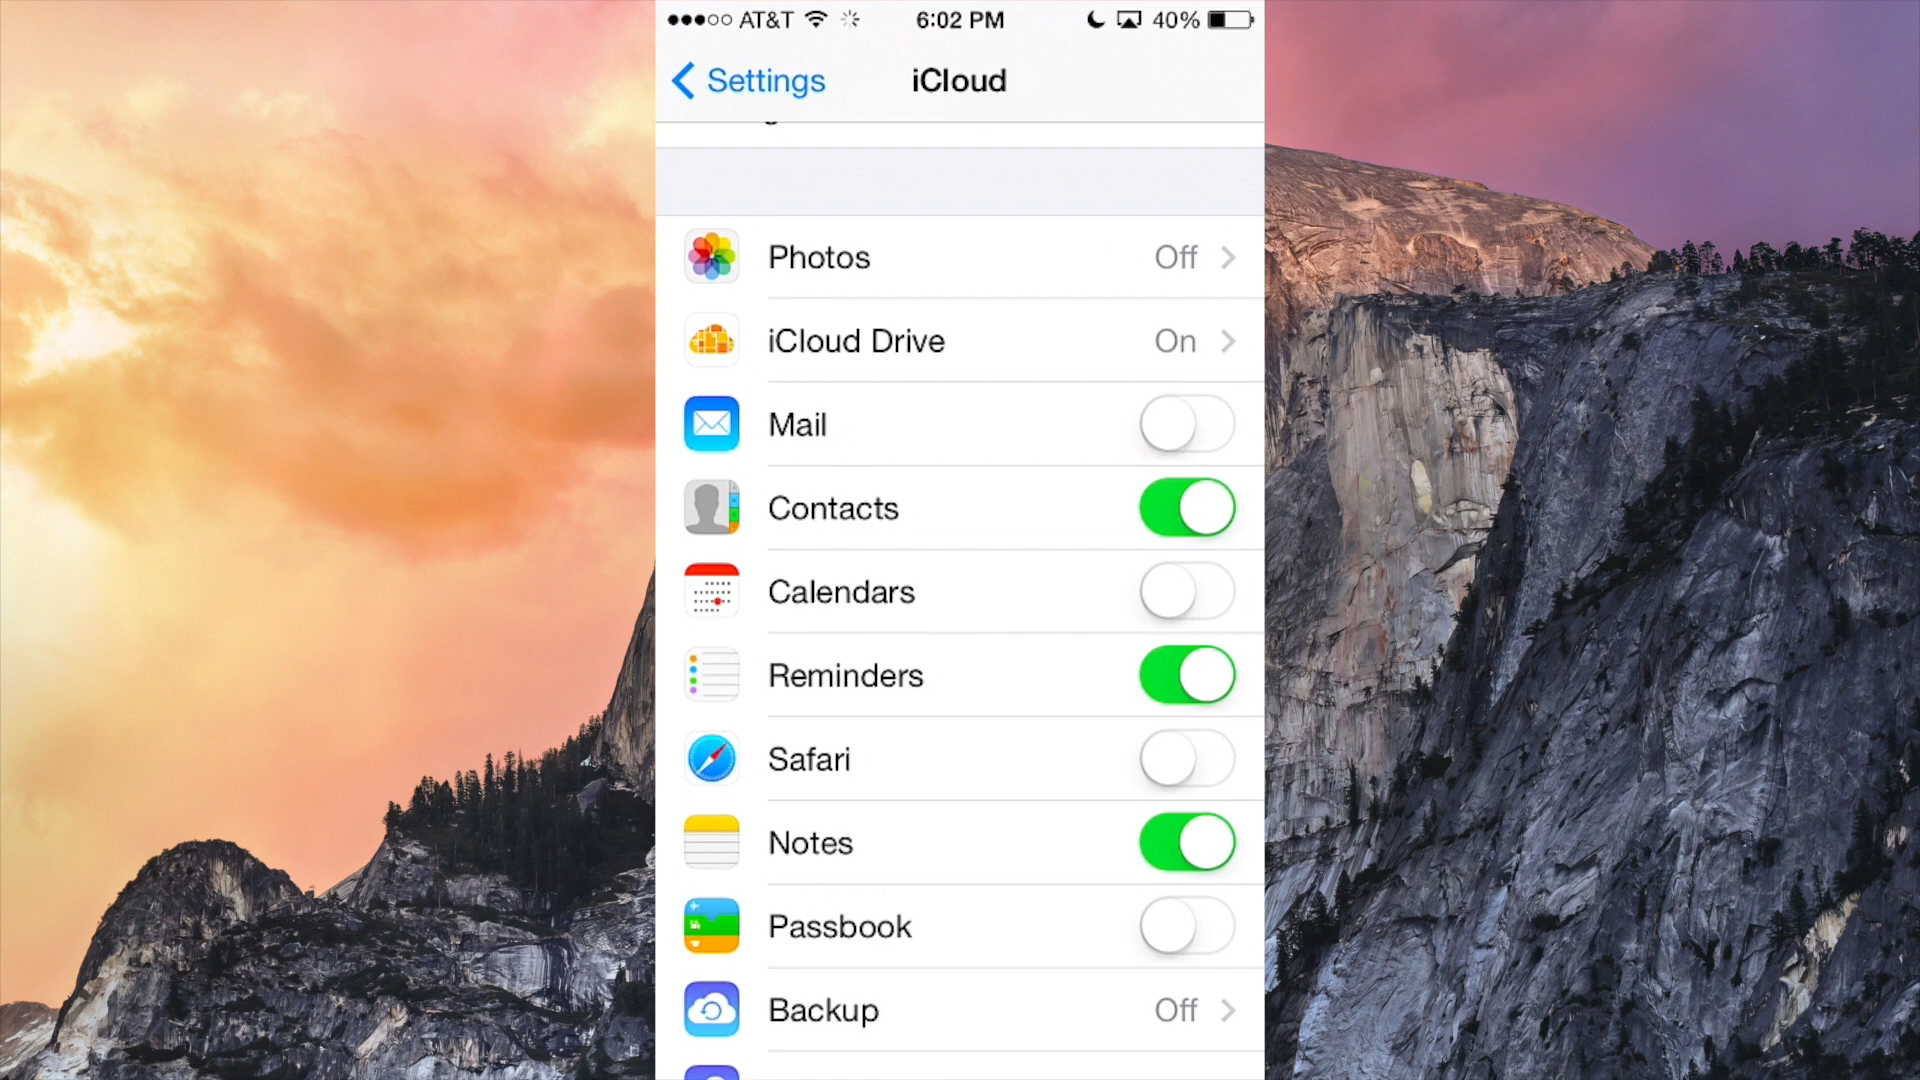 AT&T 6:02 PM 40%
Settings iCloud
Photos Off
iCloud Drive On
Mail
Contacts
Calendars
Reminders
Safari
Notes
Passbook
Backup Off